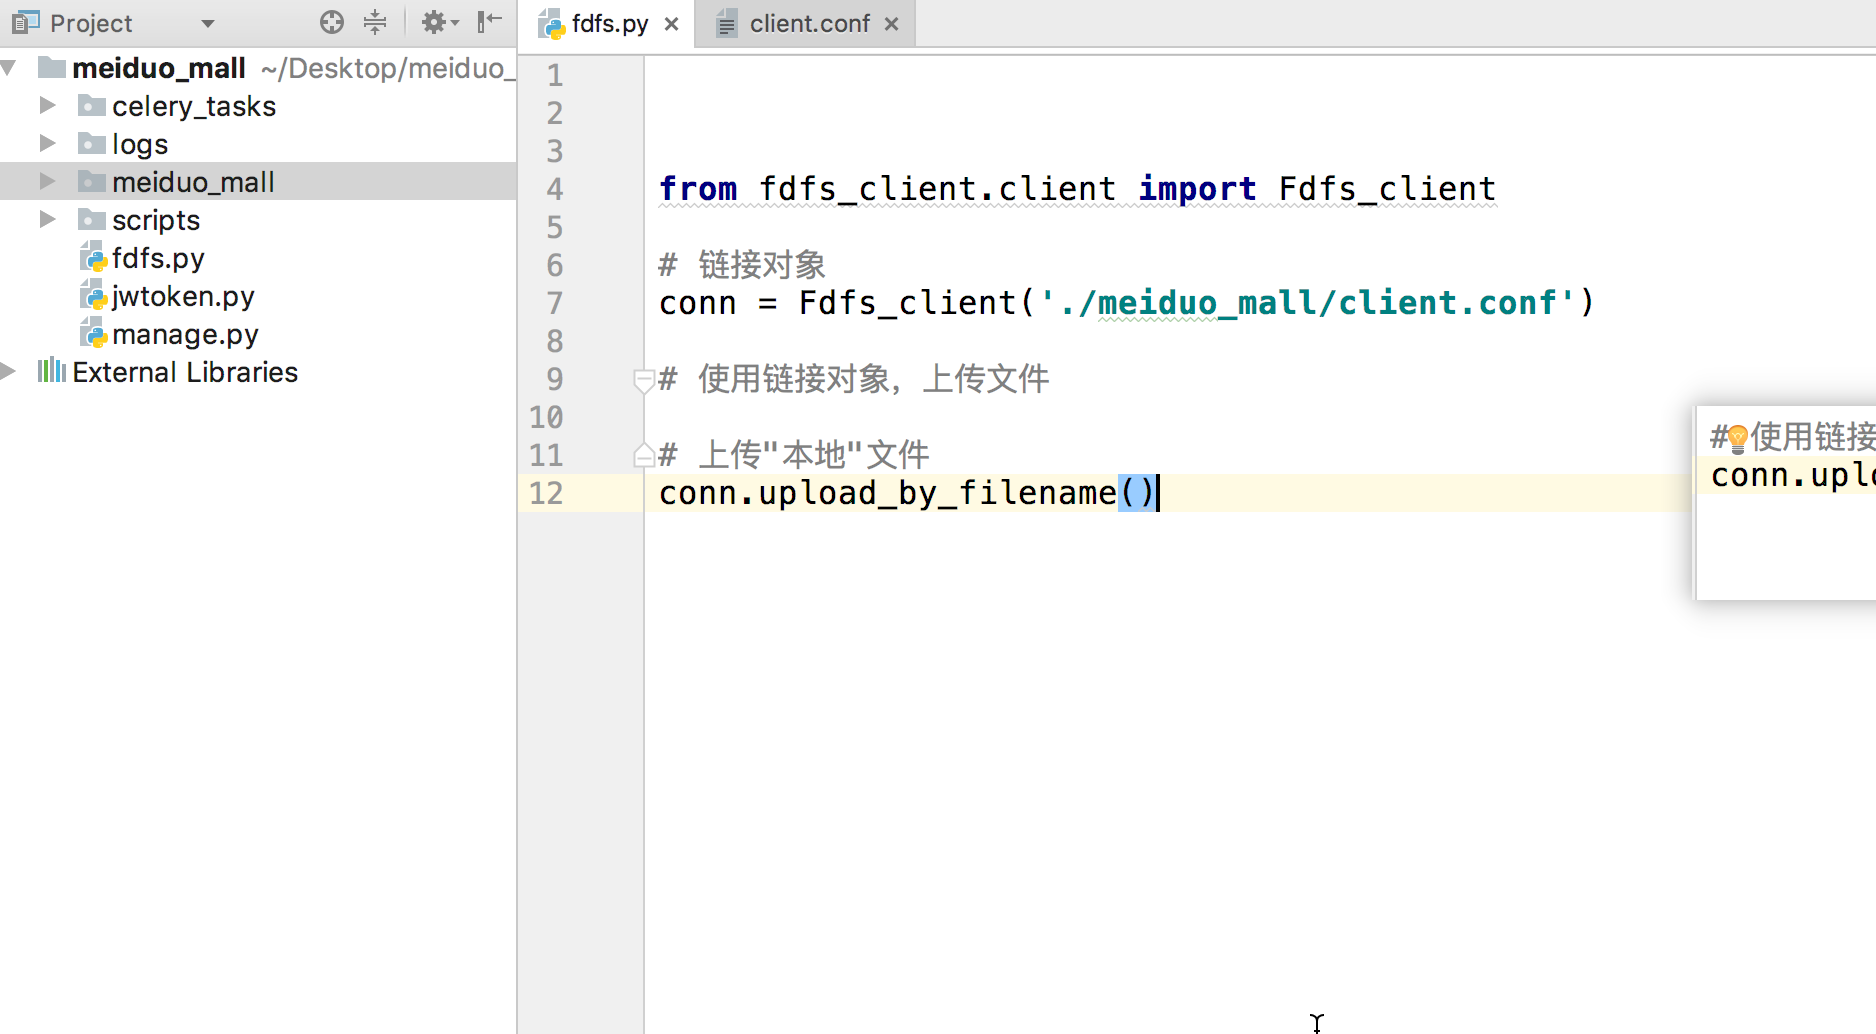 Project
fdfs.py
client.conf
meiduo_mall ~/Desktop/meiduo_
celery_tasks
logs
meiduo_mall
scripts
fdfs.py
jwtoken.py
manage.py
External Libraries
1
2
3
4 from fdfs_client.client import Fdfs_client
5
6 # 链接对象
7 conn = Fdfs_client('./meiduo_mall/client.conf')
8
9 # 使用链接对象，上传文件
10
11 # 上传"本地"文件
12 conn.upload_by_filename()
# 使用链接
conn.uplo